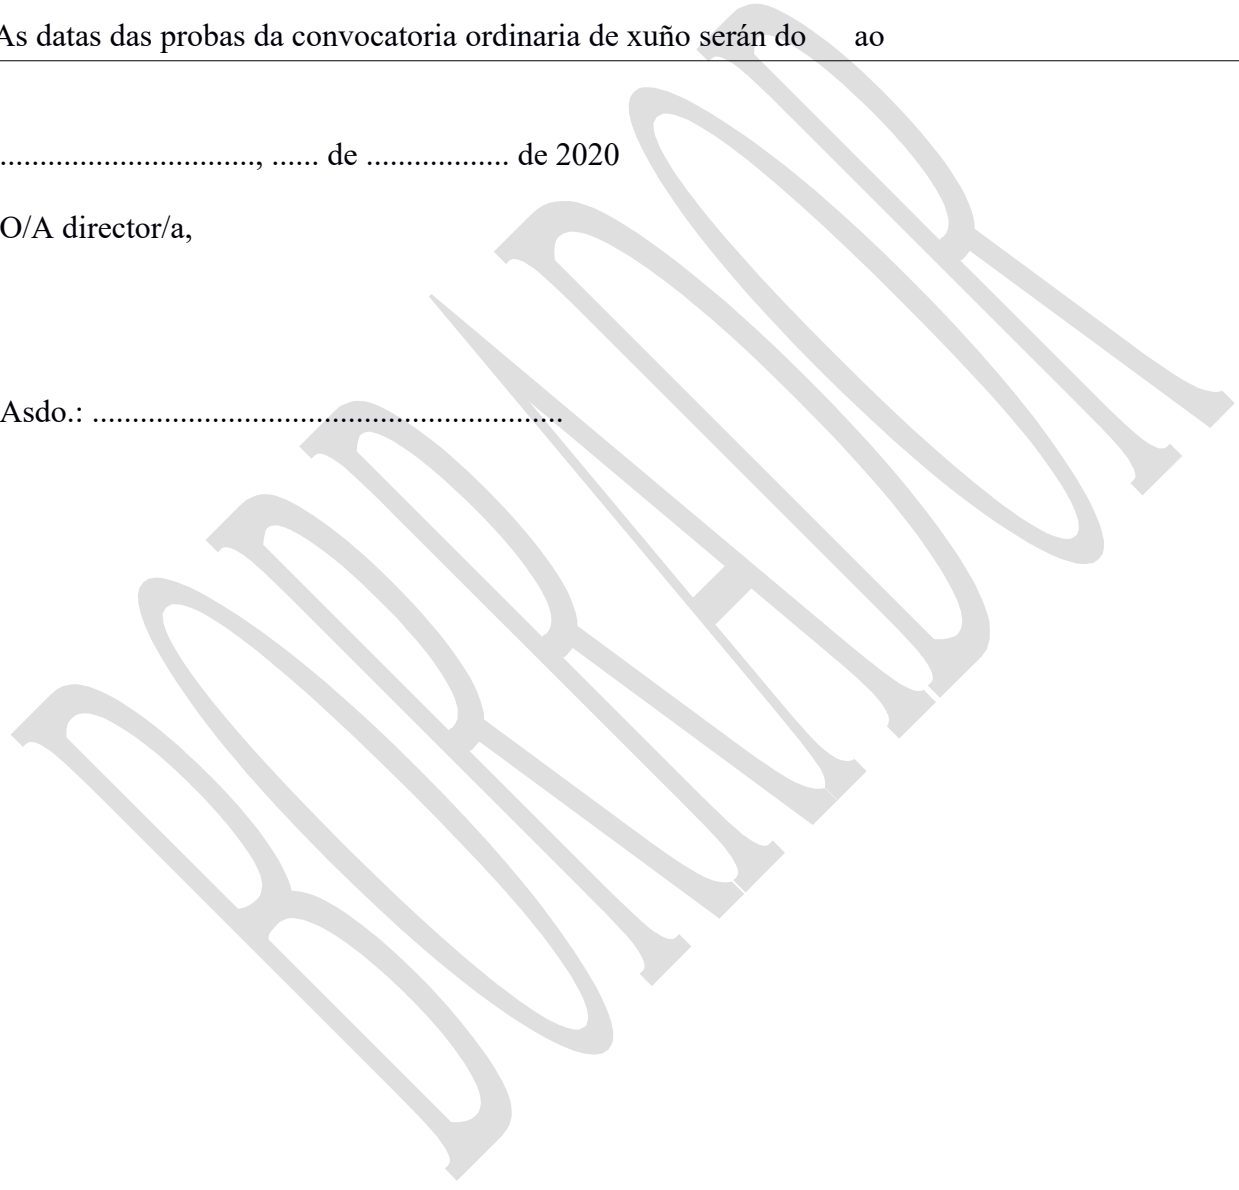 As datas das probas da convocatoria ordinaria de xuño serán do ao
................................, ...... de .................. de 2020
O/A director/a,
Asdo.: ...........................................................
BORRADOR